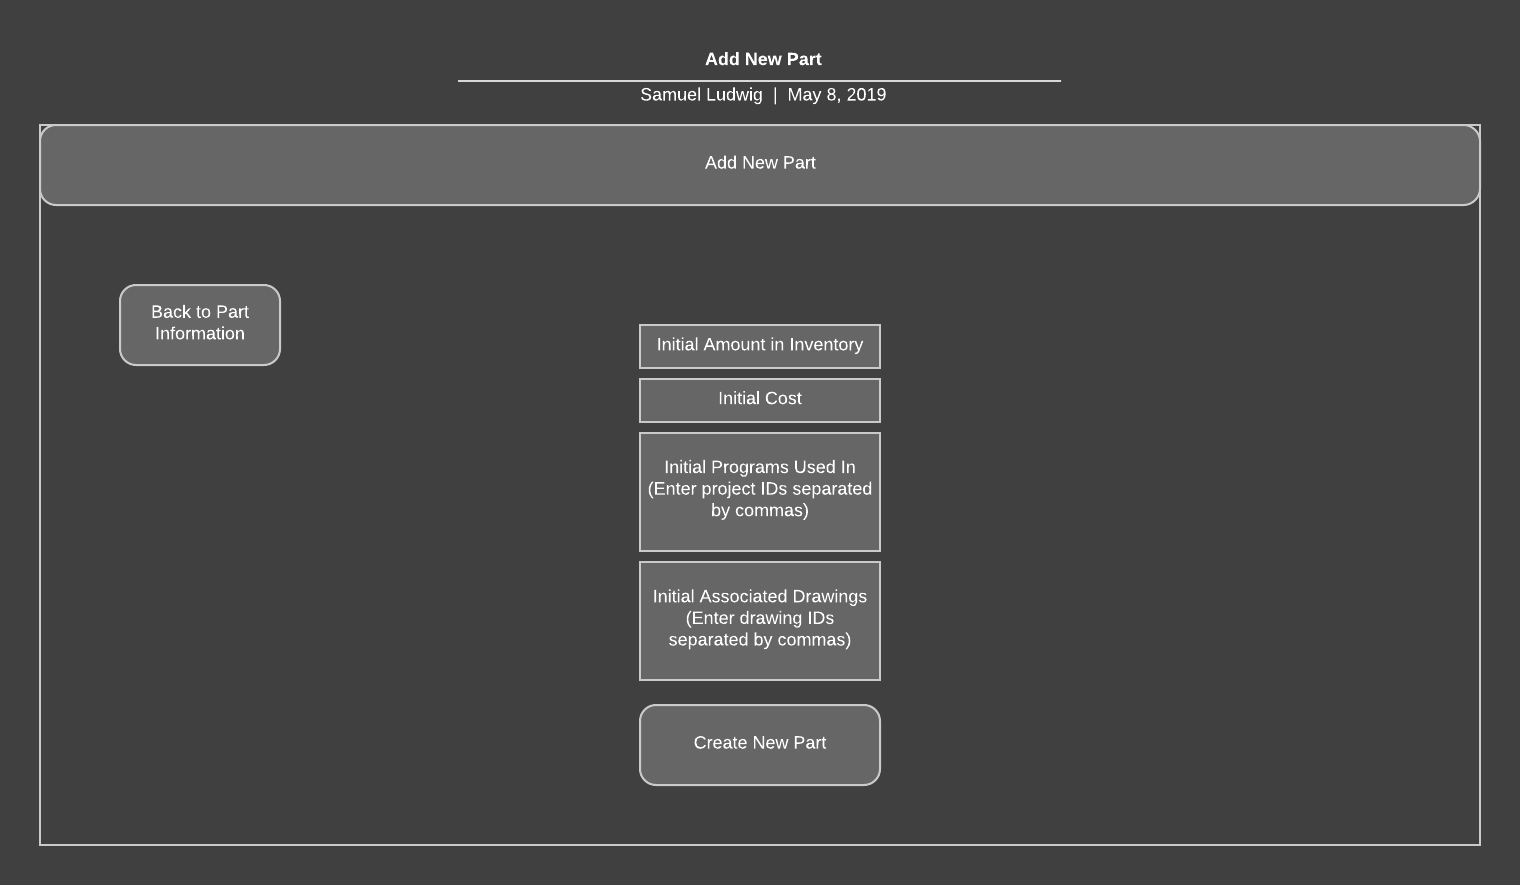 Add New Part
Samuel Ludwig | May 8, 2019
Add New Part
Back to Part
Information
Initial Amount in Inventory
Initial Cost
Initial Programs Used In
(Enter project IDs separated
by commas)
Initial Associated Drawings
(Enter drawing IDs
separated by commas)
Create New Part